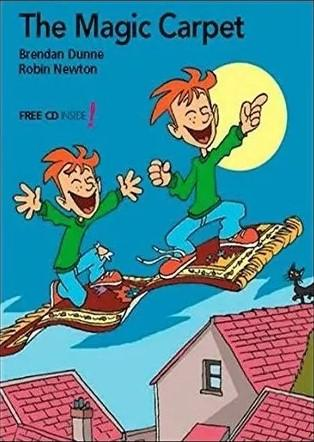 The Magic Carpet
Brendan Dunne
Robin Newton
FREE CD INSIDE!